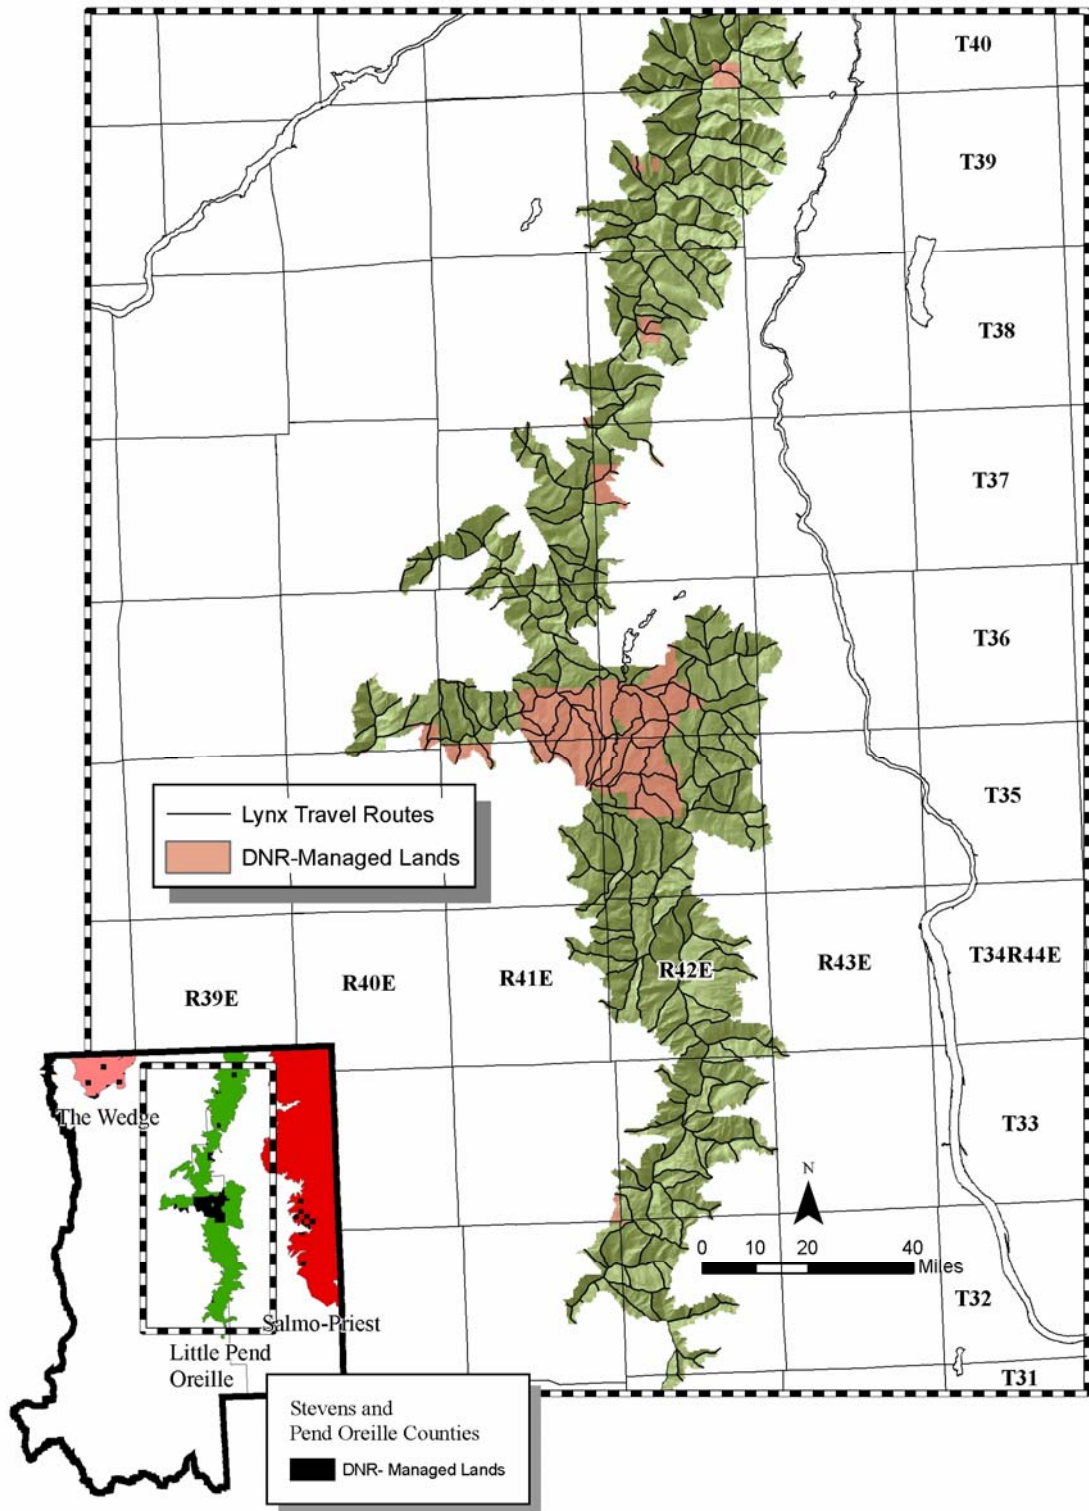 T40
T39
T38
T37
T36
T35
Lynx Travel Routes
DNR-Managed Lands
R39E
R40E
R41E
R42E
R43E
T34R44E
T33
N
0 10 20 40
Miles
T32
T31
The Wedge
Salmo-Priest
Little Pend
Oreille
Stevens and
Pend Oreille Counties
DNR- Managed Lands